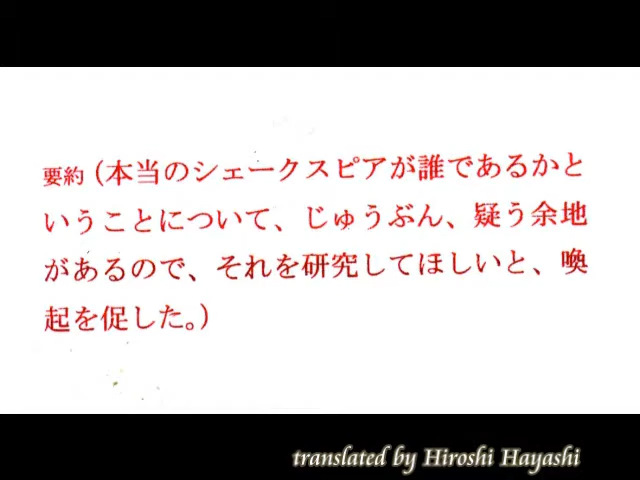 要約（本当のシェークスピアが誰であるかと
いうことについて、じゅうぶん、疑う余地
があるので、それを研究してほしいと、喚
起を促した。）
translated by Hiroshi Hayashi